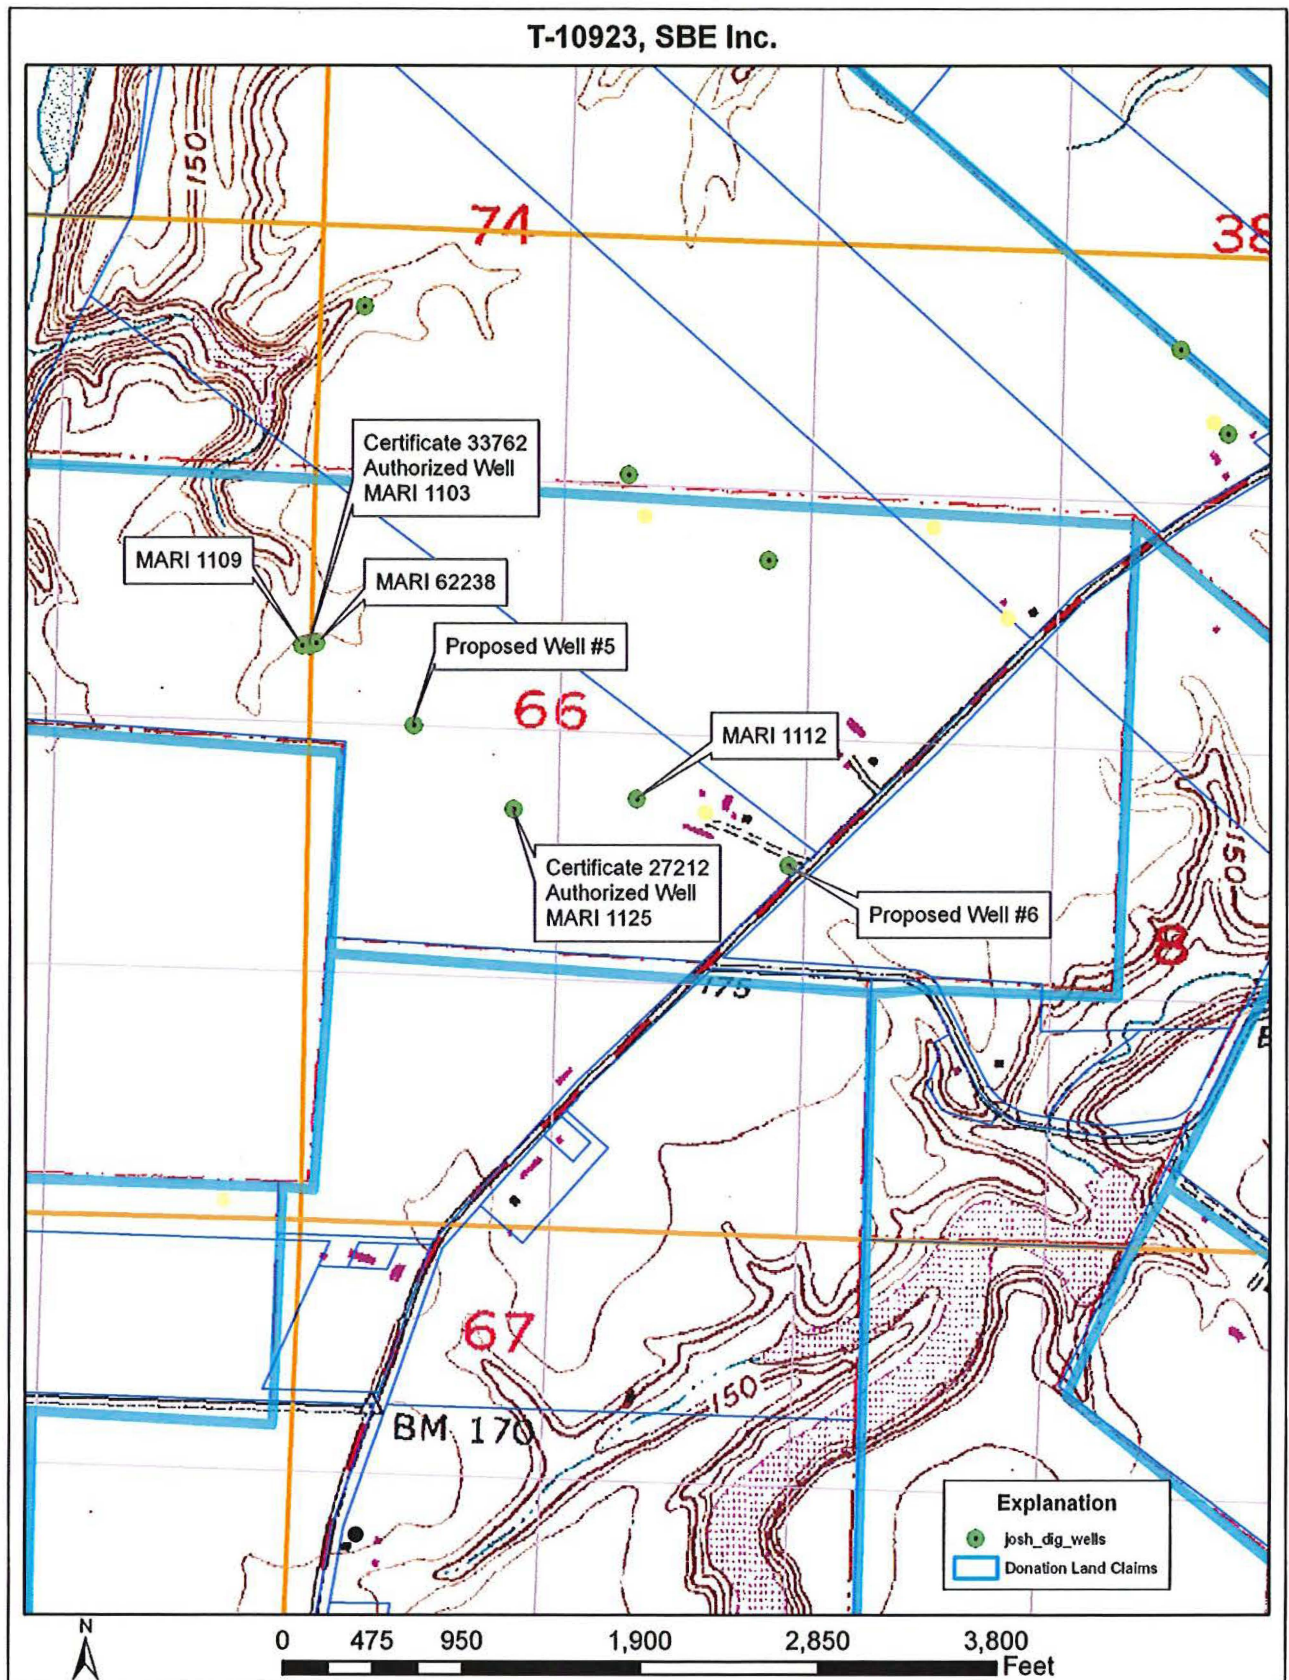 T-10923, SBE Inc.
150
74
38
Certificate 33762
Authorized Well
MARI 1103
MARI 1109
MARI 62238
Proposed Well #5
66
MARI 1112
150
Certificate 27212
Authorized Well
MARI 1125
Proposed Well #6
8
175
67
150
BM 170
Explanation
josh_dig_wells
Donation Land Claims
N
0 475 950 1,900 2,850 3,800
Feet